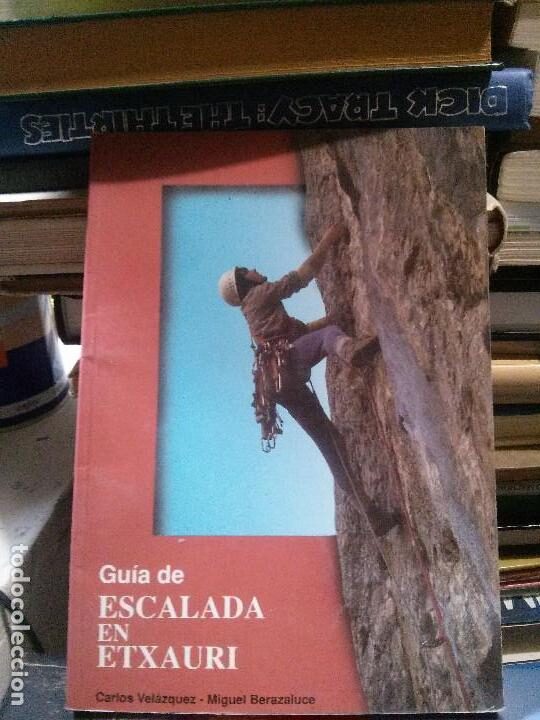 DICK TRACY: THE THIRTIES
Guía de
ESCALADA
EN
ETXAURI
Carlos Velázquez - Miguel Berazaluce
todocoleccion